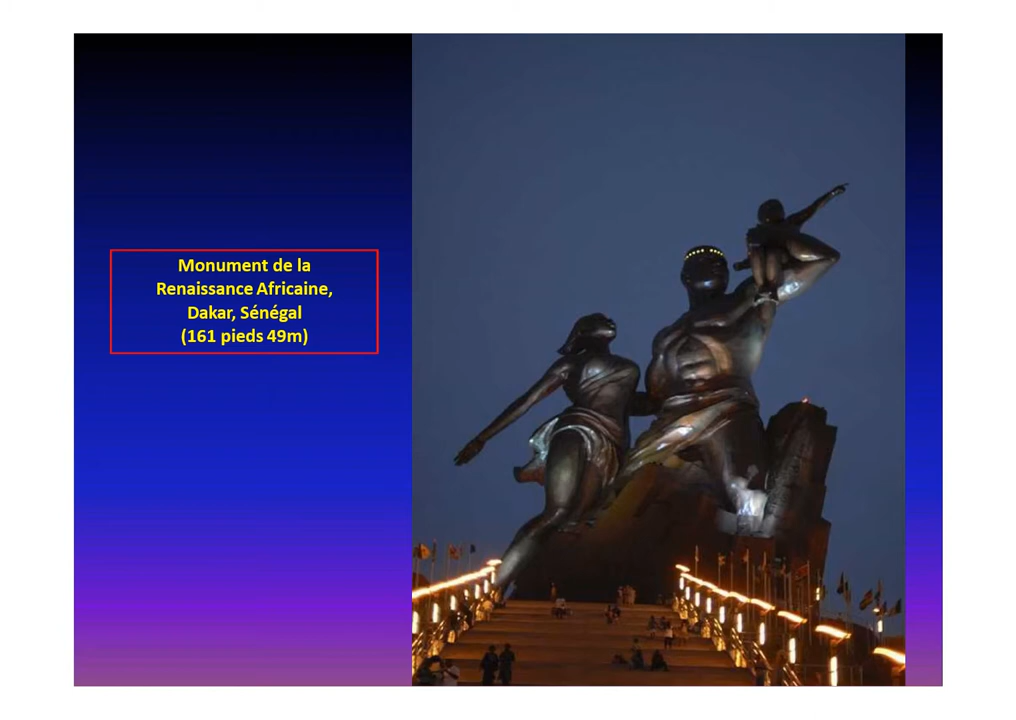 Monument de la
Renaissance Africaine,
Dakar, Sénégal
(161 pieds 49m)